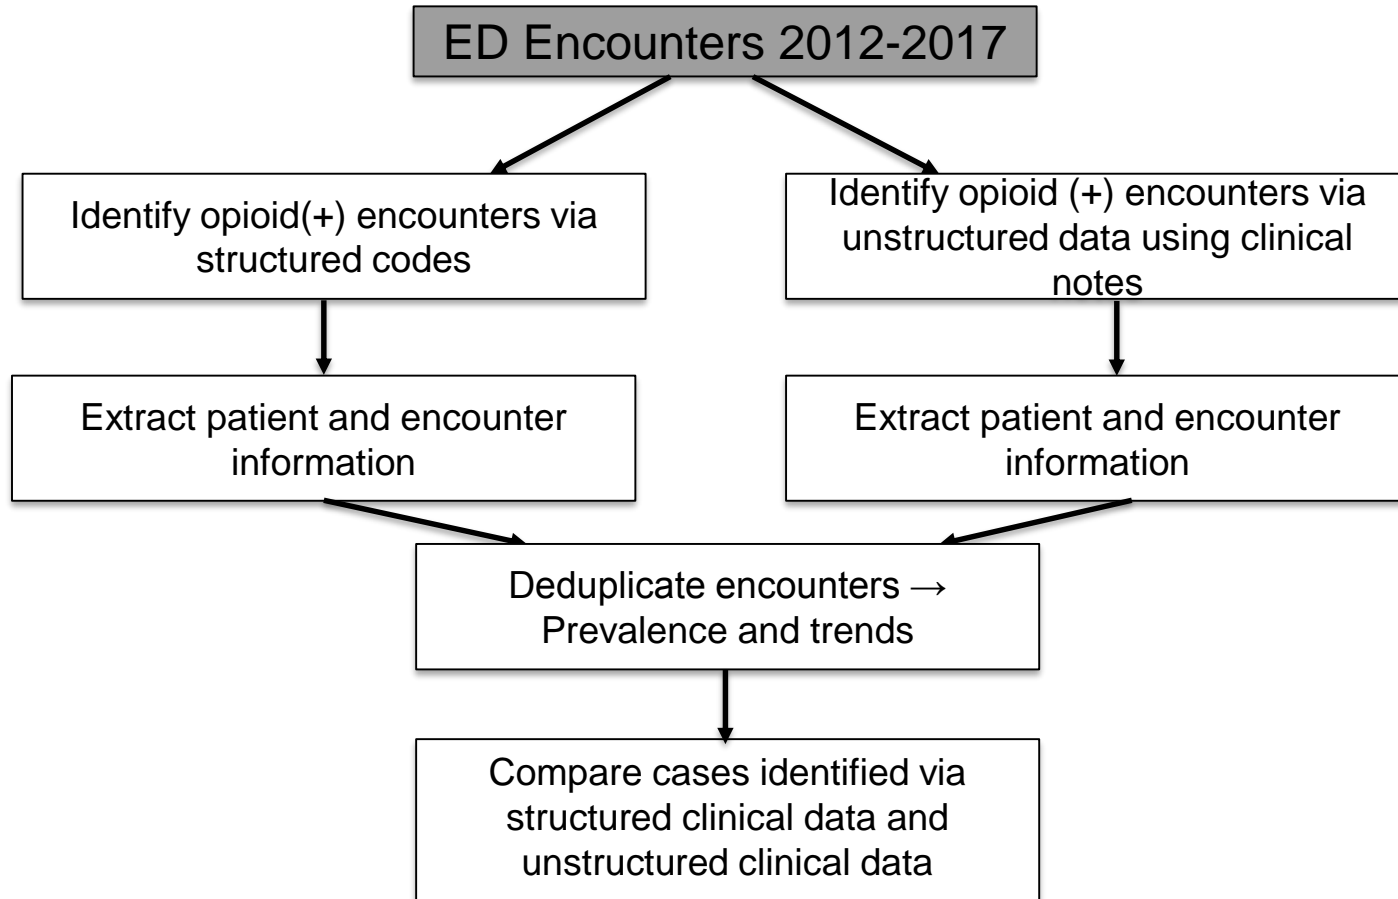 ED Encounters 2012-2017
Identify opioid(+) encounters via
structured codes
Identify opioid (+) encounters via
unstructured data using clinical
notes
Extract patient and encounter
information
Extract patient and encounter
information
Deduplicate encounters →
Prevalence and trends
Compare cases identified via
structured clinical data and
unstructured clinical data